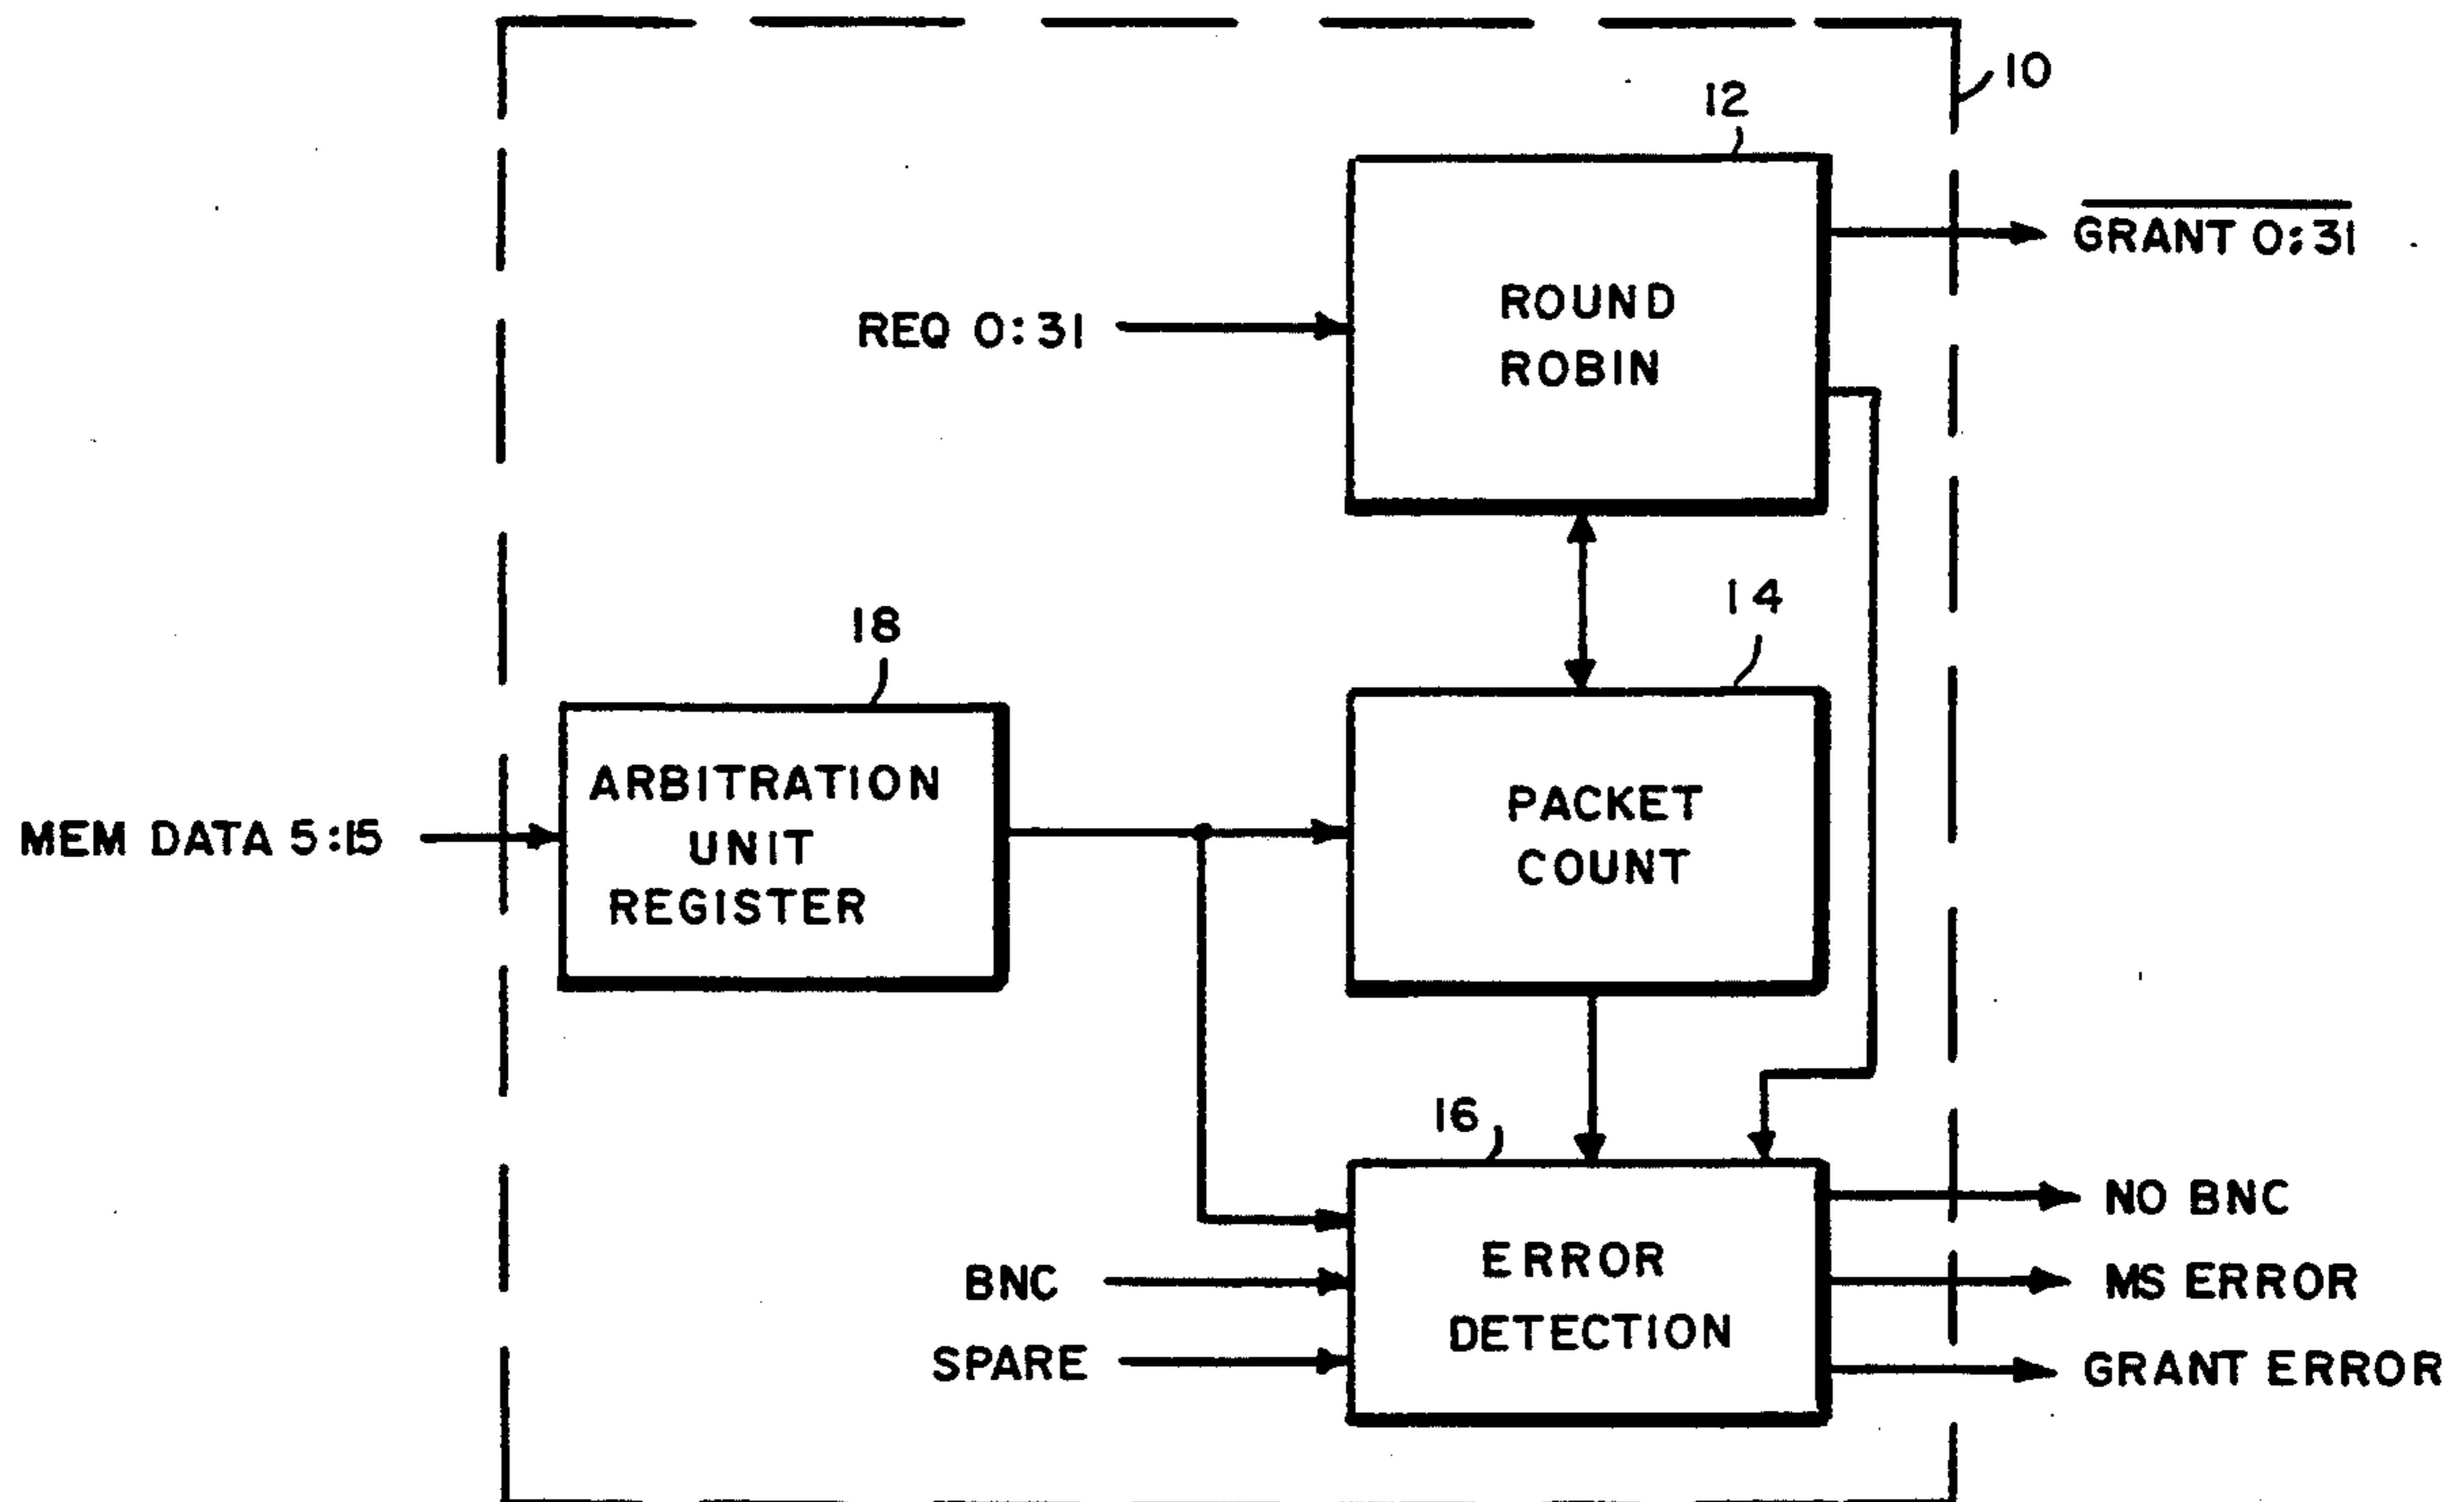 10
12
GRANT 0:31
ROUND
ROBIN
REQ 0:31
14
18
ARBITRATION
UNIT
REGISTER
PACKET
COUNT
MEM DATA 5:15
16
NO BNC
ERROR
DETECTION
BNC
MS ERROR
SPARE
GRANT ERROR